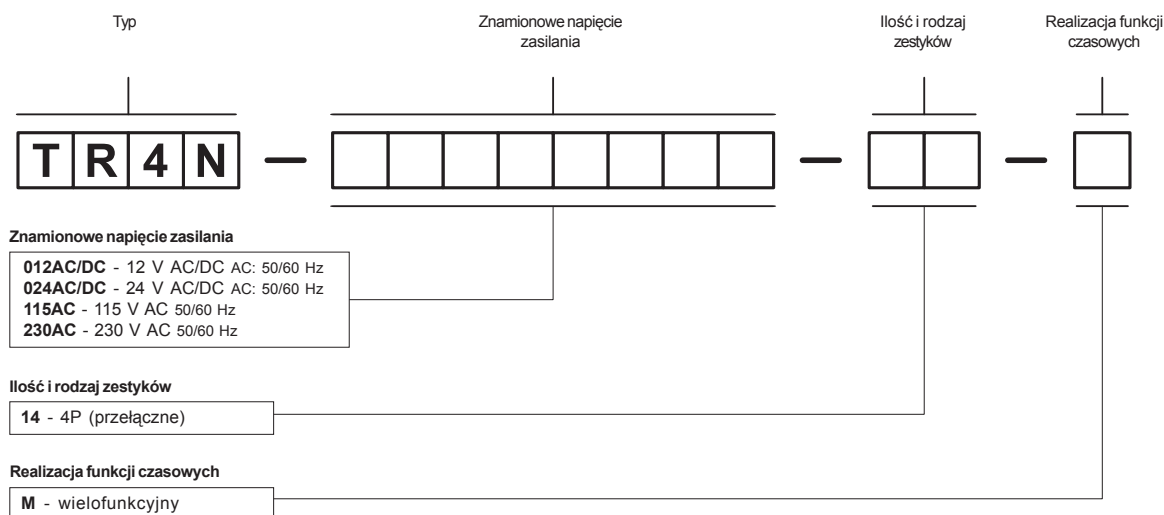 Typ
Znamionowe napięcie
zasilania
Ilość i rodzaj
zestyków
Realizacja funkcji
czasowych
TR4N — — —
Znamionowe napięcie zasilania
012AC/DC - 12 V AC/DC AC: 50/60 Hz
024AC/DC - 24 V AC/DC AC: 50/60 Hz
115AC - 115 V AC 50/60 Hz
230AC - 230 V AC 50/60 Hz
Ilość i rodzaj zestyków
14 - 4P (przełączne)
Realizacja funkcji czasowych
M - wielofunkcyjny